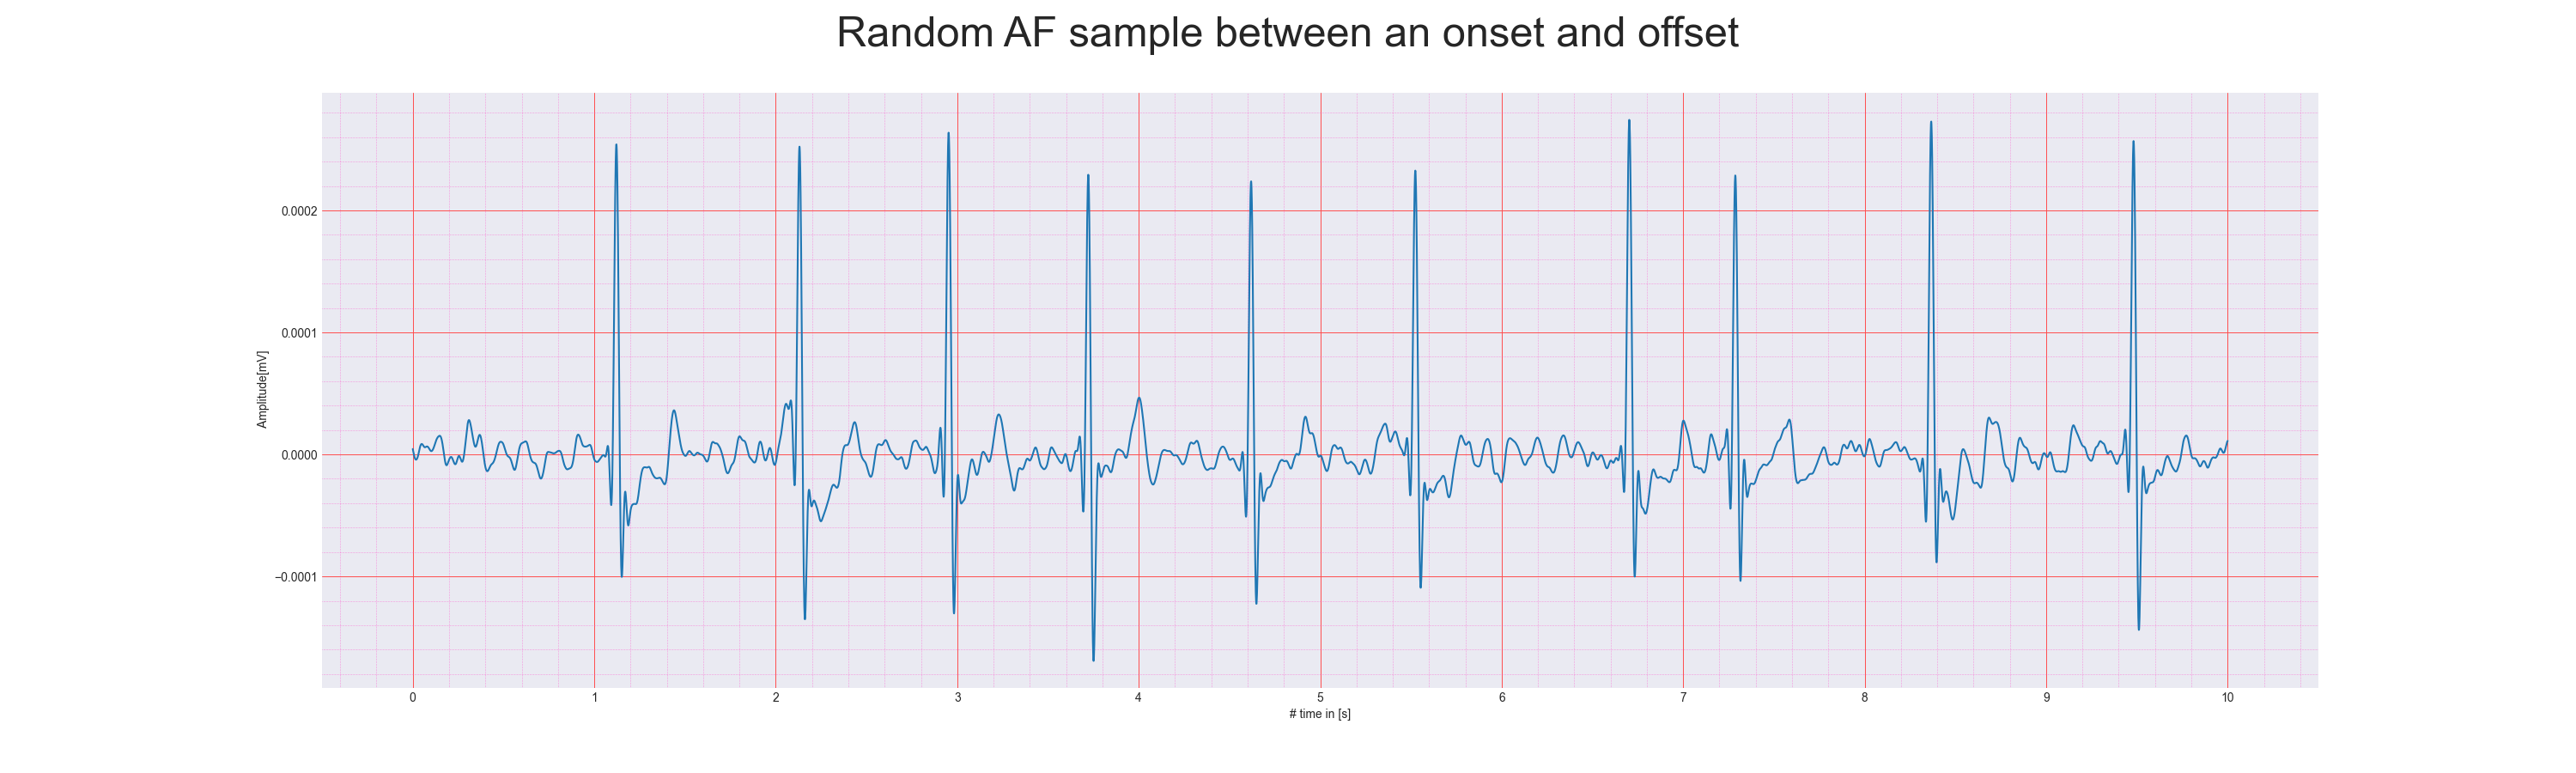 Random AF sample between an onset and offset
Amplitude[mV]
0.0002
0.0001
0.0000
−0.0001
0 1 2 3 4 5 6 7 8 9 10
# time in [s]